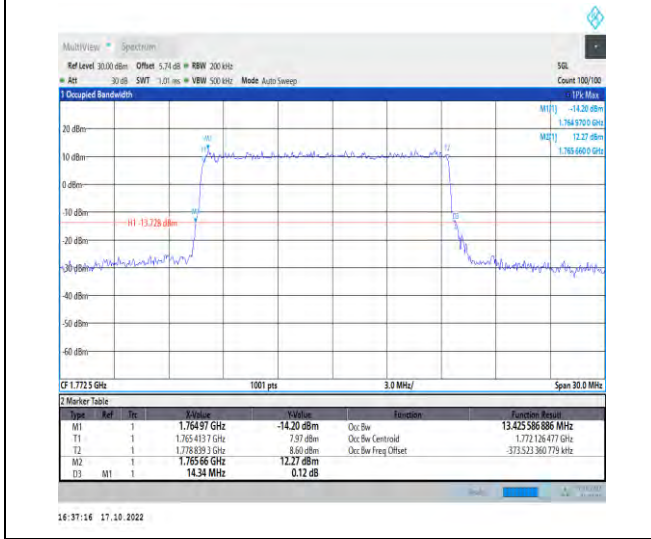 MultiView Spectrum
Ref Level 30.00 dBm Offset 5.74 dB RBW 200 kHz SGL
Att 30 dB SWT 1.01 ms VBW 500 kHz Mode Auto Sweep Count 100/100
1 Occupied Bandwidth 1Pk Max
M1[1] -14.20 dBm
1.764 970 0 GHz
20 dBm M2[1] 12.27 dBm
1.765 660 0 GHz
M2
T1 T2
10 dBm
0 dBm
-10 dBm
M1 D3
H1 -13.728 dBm
-20 dBm
-30 dBm
-40 dBm
-50 dBm
-60 dBm
CF 1.772 5 GHz 1001 pts 3.0 MHz/ Span 30.0 MHz
2 Marker Table
Type Ref Trc X-Value Y-Value Function Function Result
M1 1 1.764 97 GHz -14.20 dBm Occ Bw 13.425 586 886 MHz
T1 1 1.765 413 7 GHz 7.97 dBm Occ Bw Centroid 1.772 126 477 GHz
T2 1 1.778 839 3 GHz 8.60 dBm Occ Bw Freq Offset -373.523 360 779 kHz
M2 1 1.765 66 GHz 12.27 dBm
D3 M1 1 14.34 MHz 0.12 dB
16:37:16 17.10.2022